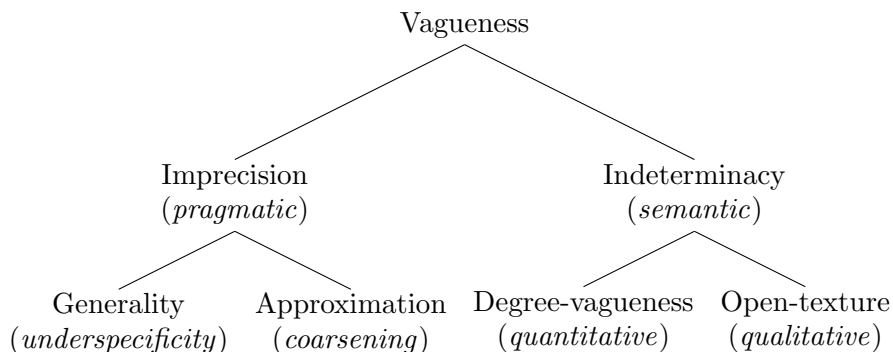 Vagueness
Imprecision
(pragmatic)
Indeterminacy
(semantic)
Generality
(underspecificity)
Approximation
(coarsening)
Degree-vagueness
(quantitative)
Open-texture
(qualitative)